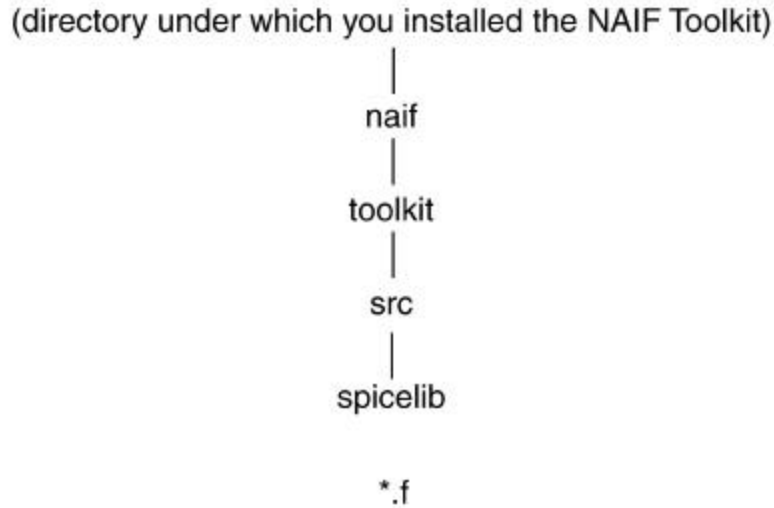 (directory under which you installed the NAIF Toolkit)
naif
toolkit
src
spicelib
*.f